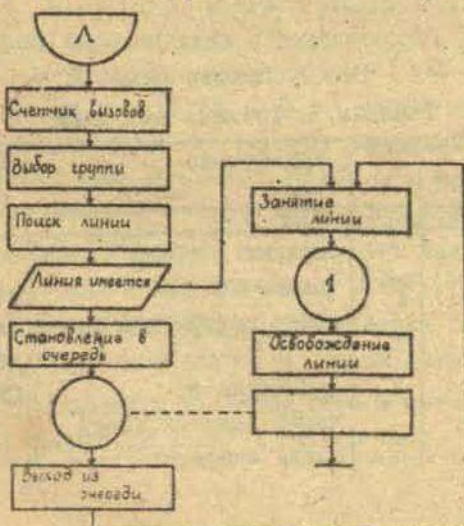 Λ
Счетчик вызовов
Выбор группы
Поиск линии
Линия имеется
Становление в
очередь
Выход из
очереди
Занятие
линии
1
Освобождение
линии